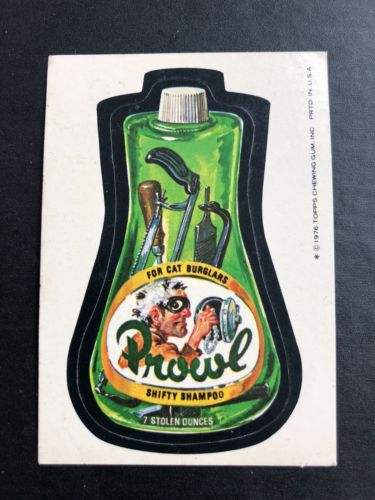 FOR CAT BURGLARS
Prowl
SHIFTY SHAMPOO
7 STOLEN OUNCES
* © 1976 TOPPS CHEWING GUM, INC. PRTD. IN U.S.A.